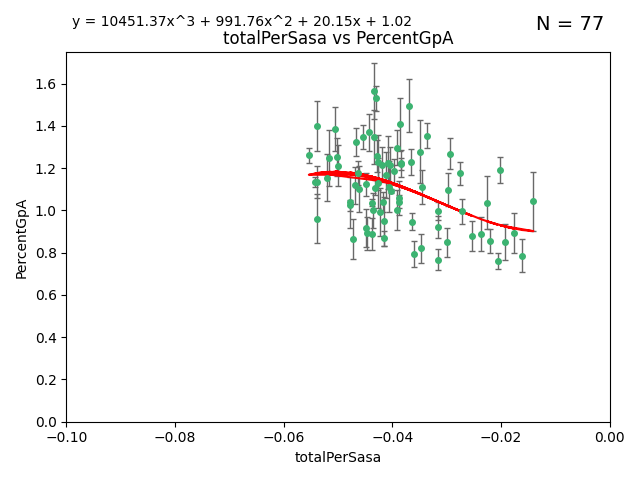 y = 10451.37x^3 + 991.76x^2 + 20.15x + 1.02
N = 77
totalPerSasa vs PercentGpA
PercentGpA
1.6
1.4
1.2
1.0
0.8
0.6
0.4
0.2
0.0
−0.10 −0.08 −0.06 −0.04 −0.02 0.00
totalPerSasa